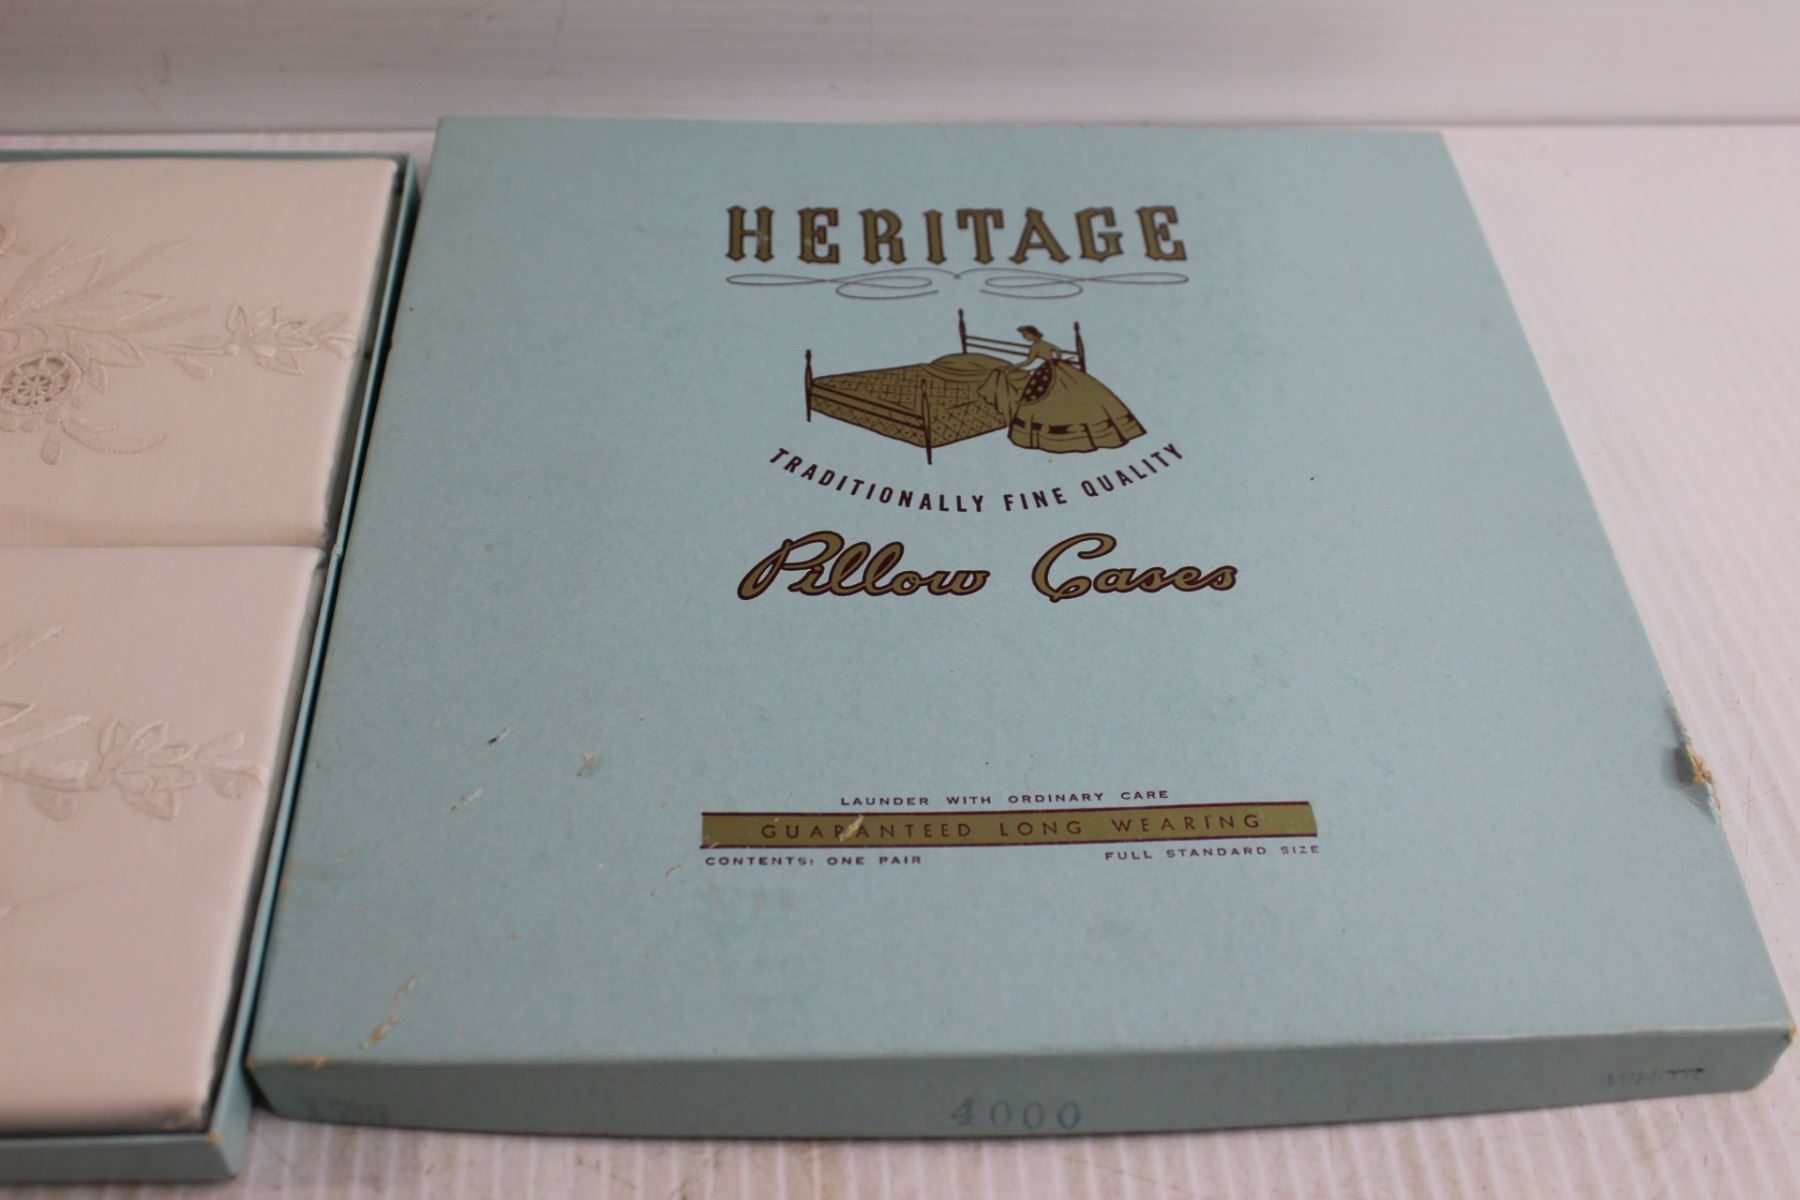 HERITAGE
TRADITIONALLY FINE QUALITY
Pillow Cases
LAUNDER WITH ORDINARY CARE
GUARANTEED LONG WEARING
CONTENTS: ONE PAIR
FULL STANDARD SIZE
4000
WHITE